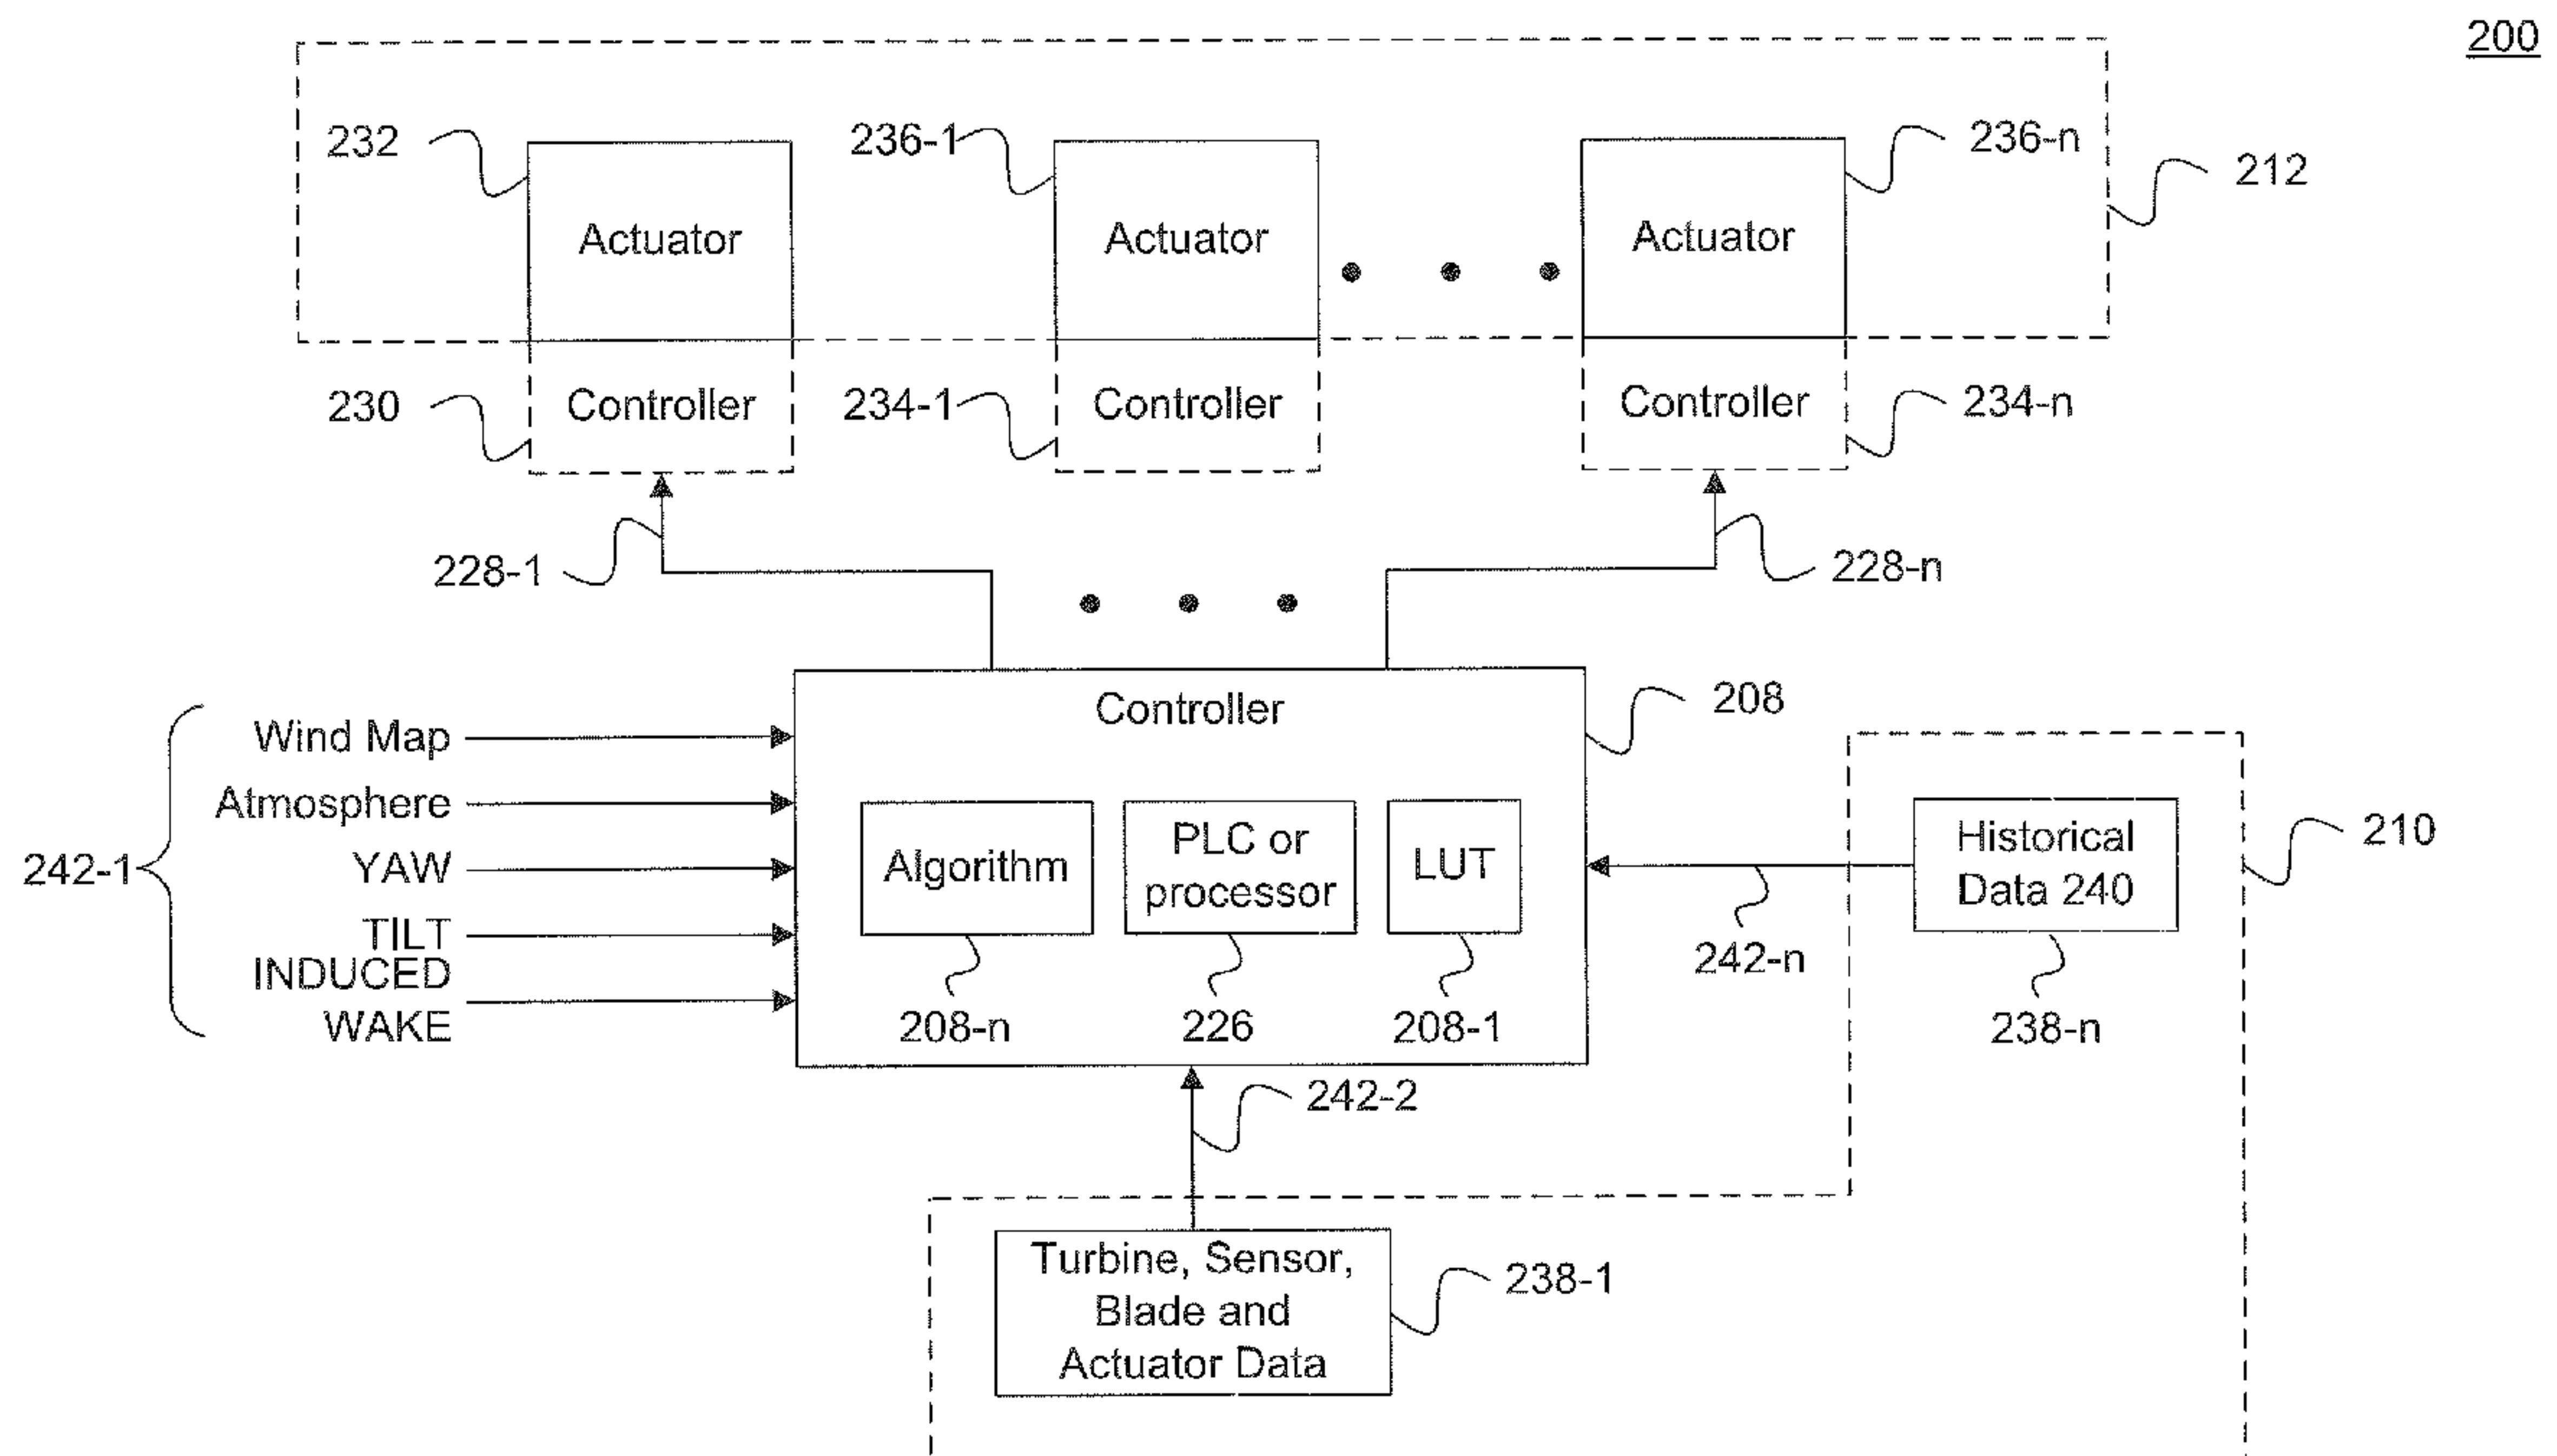 200
232
236-1
236-n
212
Actuator
Actuator
Actuator
230
Controller
234-1
Controller
Controller
234-n
228-1
228-n
Controller
208
242-1
Wind Map
Atmosphere
YAW
TILT
INDUCED
WAKE
Algorithm
PLC or
processor
LUT
208-n
226
208-1
242-n
Historical
Data 240
210
238-n
242-2
Turbine, Sensor,
Blade and
Actuator Data
238-1